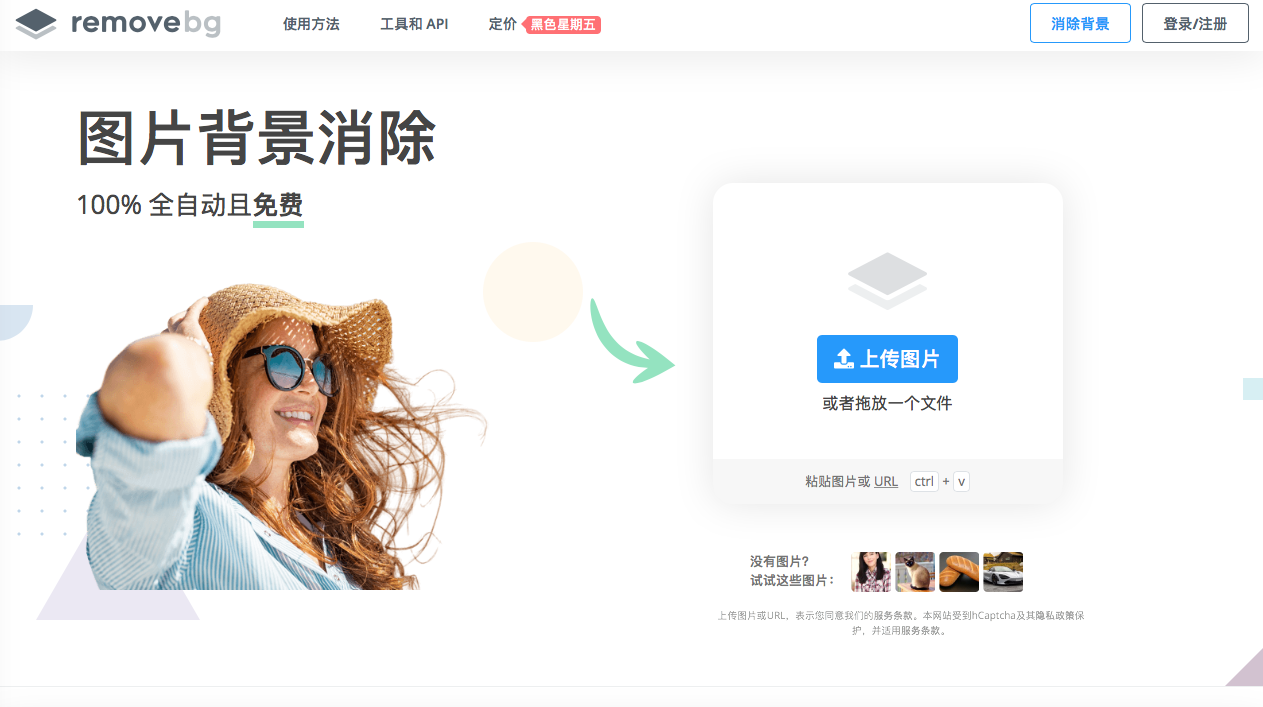 removebg
使用方法
工具和 API
定价
黑色星期五
消除背景
登录/注册
图片背景消除
100% 全自动且免费
上传图片
或者拖放一个文件
粘贴图片或 URL ctrl + v
没有图片?
试试这些图片：
上传图片或URL，表示您同意我们的服务条款。本网站受到hCaptcha及其隐私政策保
护，并适用服务条款。